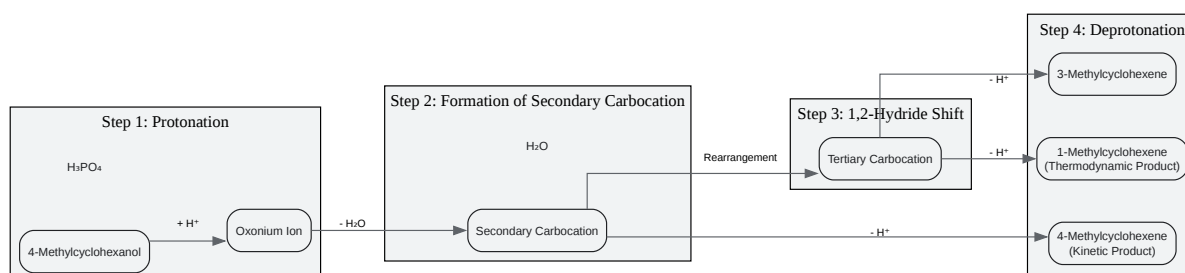 Step 1: Protonation
H₃PO₄
4-Methylcyclohexanol
+ H⁺
Oxonium Ion
- H₂O
Step 2: Formation of Secondary Carbocation
H₂O
Secondary Carbocation
Rearrangement
- H⁺
Step 3: 1,2-Hydride Shift
Tertiary Carbocation
- H⁺
- H⁺
Step 4: Deprotonation
3-Methylcyclohexene
1-Methylcyclohexene
(Thermodynamic Product)
4-Methylcyclohexene
(Kinetic Product)